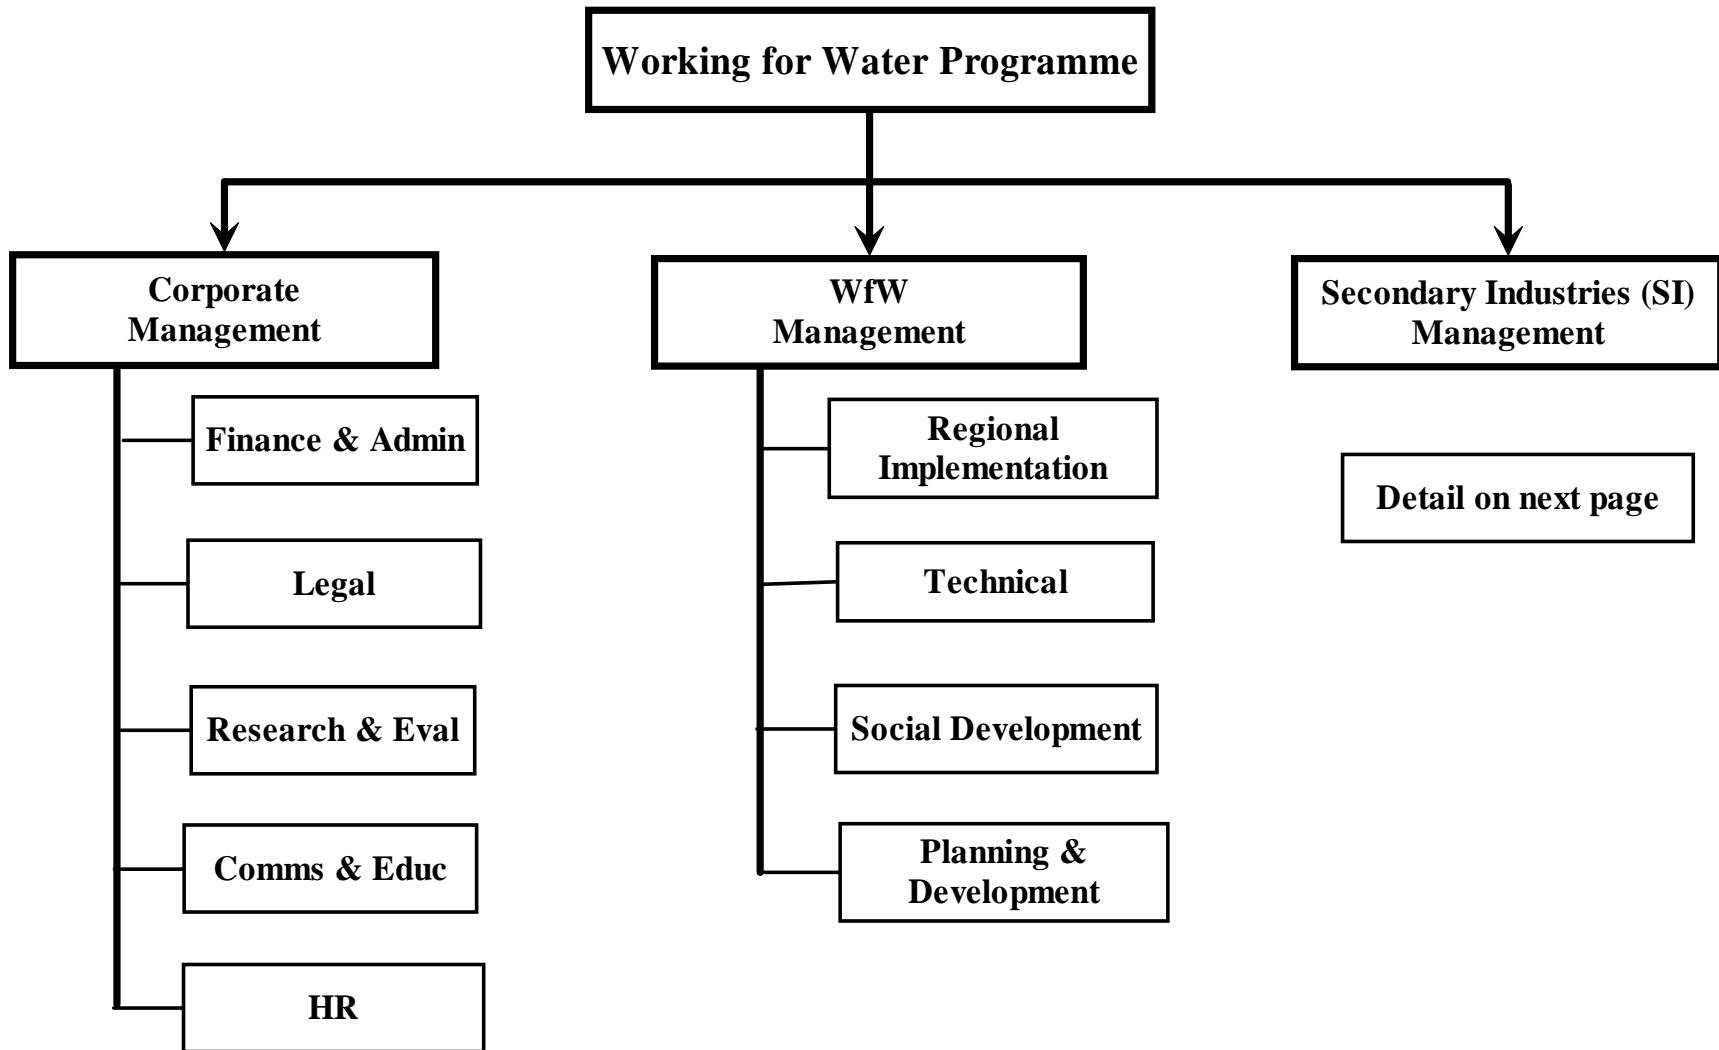 Working for Water Programme
Corporate
Management
WfW
Management
Secondary Industries (SI)
Management
Finance & Admin
Legal
Research & Eval
Comms & Educ
HR
Regional
Implementation
Technical
Social Development
Planning &
Development
Detail on next page